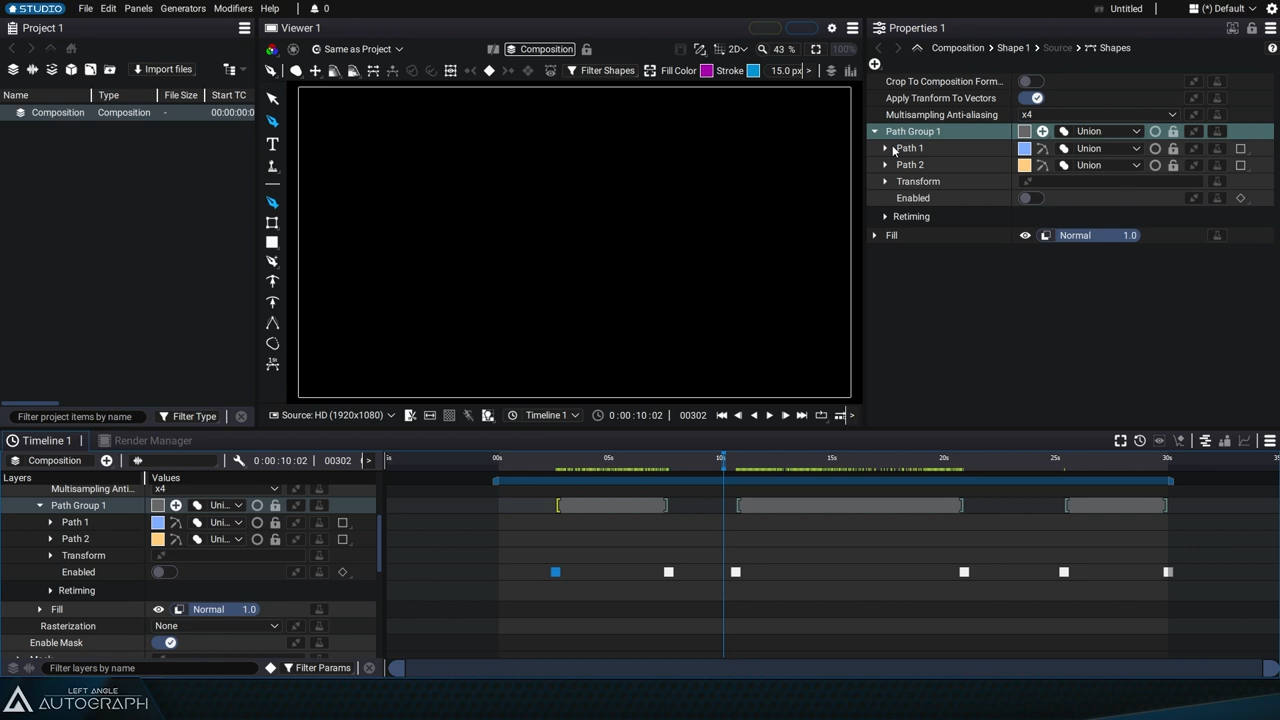 STUDIO File Edit Panels Generators Modifiers Help 0 Untitled (*) Default
Project 1
Viewer 1
Properties 1
Same as Project Composition 2D 43 % 100%
Composition > Shape 1 > Source > Shapes
Import files
Filter Shapes Fill Color Stroke 15.0 px >
Name Type File Size Start TC
Composition Composition - 00:00:00:0
Crop To Composition Form...
Apply Tranform To Vectors
Multisampling Anti-aliasing x4
Path Group 1 Union
Path 1 Union
Path 2 Union
Transform
Enabled
Retiming
Fill Normal 1.0
T
1st
Filter project items by name Filter Type
Source: HD (1920x1080) Timeline 1 0:00:10:02 00302 >
Timeline 1 Render Manager
Composition 0:00:10:02 00302 >
00s 05s 10s 15s 20s 25s 30s 35
Layers Values
Multisampling Anti... x4
Path Group 1 Uni...
Path 1 Uni...
Path 2 Uni...
Transform
Enabled
Retiming
Fill Normal 1.0
Rasterization None
Enable Mask
Filter layers by name Filter Params
LEFT ANGLE
AUTOGRAPH